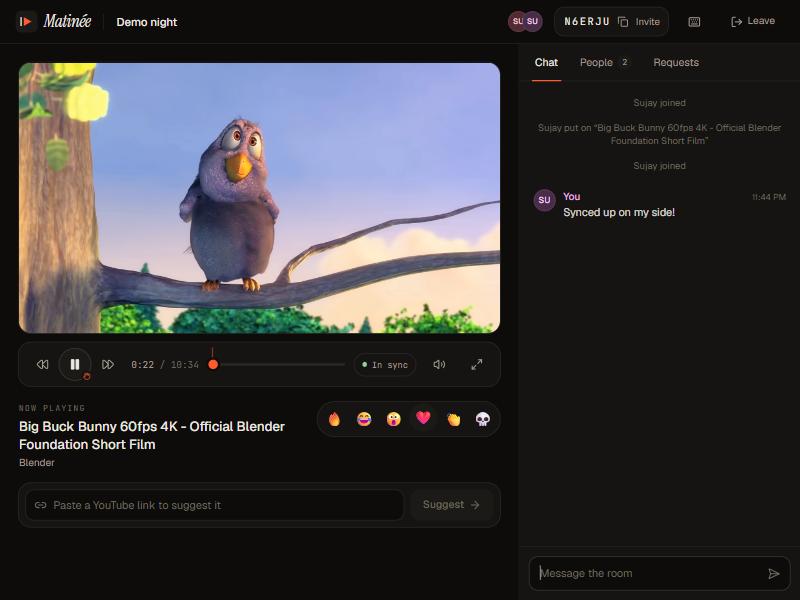 Matinée
Demo night
SU SU
N6ERJU
Invite
Leave
0:22 / 10:34
In sync
NOW PLAYING
Big Buck Bunny 60fps 4K - Official Blender
Foundation Short Film
Blender
Paste a YouTube link to suggest it
Suggest
Chat
People 2
Requests
Sujay joined
Sujay put on “Big Buck Bunny 60fps 4K - Official Blender
Foundation Short Film”
Sujay joined
SU
You
11:44 PM
Synced up on my side!
Message the room